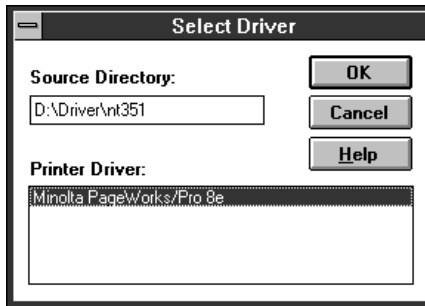 Select Driver
Source Directory:
D:\Driver\nt351
OK
Cancel
Help
Printer Driver:
Minolta PageWorks/Pro 8e